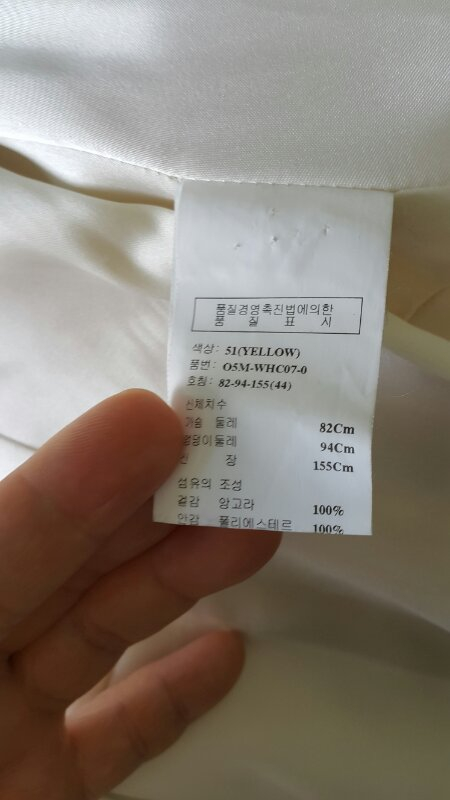 품질경영촉진법에의한
품 질 표 시
색상: 51(YELLOW)
품번: O5M-WHC07-0
호칭: 82-94-155(44)
신체치수
가슴 둘레 82Cm
엉덩이둘레 94Cm
신 장 155Cm
섬유의 조성
겉감 앙고라 100%
안감 폴리에스테르 100%